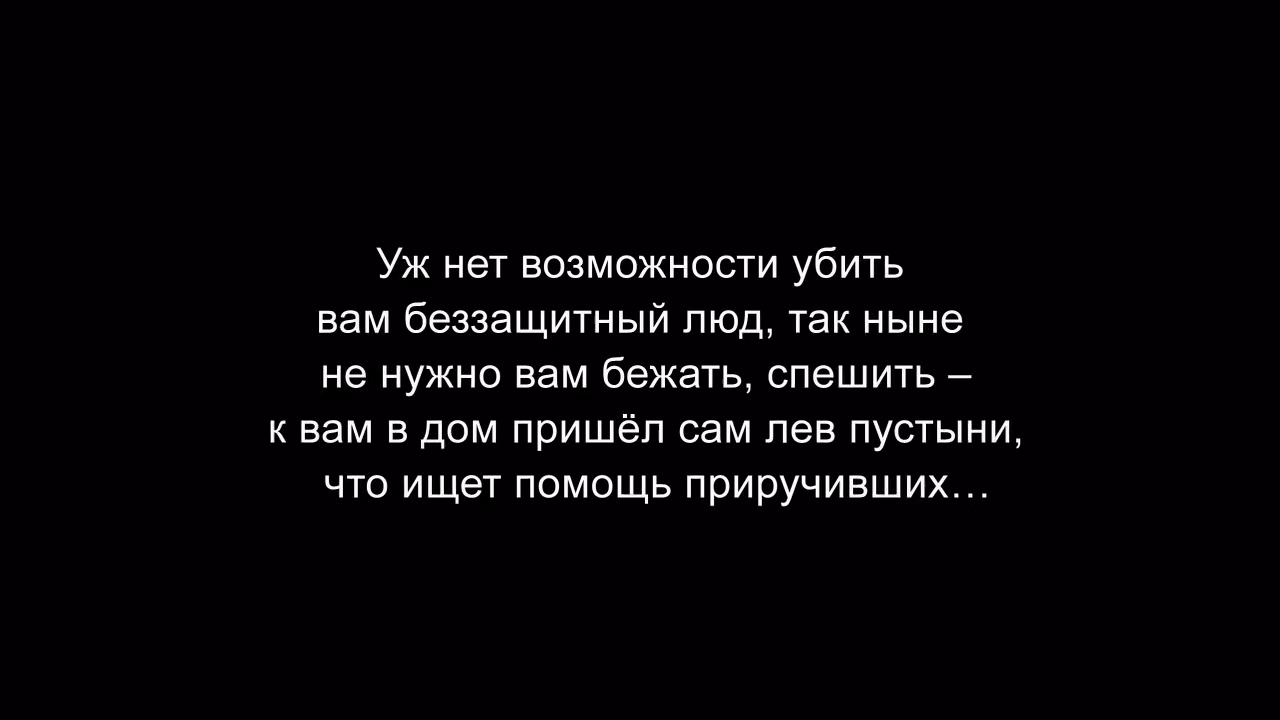 Уж нет возможности убить
вам беззащитный люд, так ныне
не нужно вам бежать, спешить –
к вам в дом пришёл сам лев пустыни,
что ищет помощь приручивших…